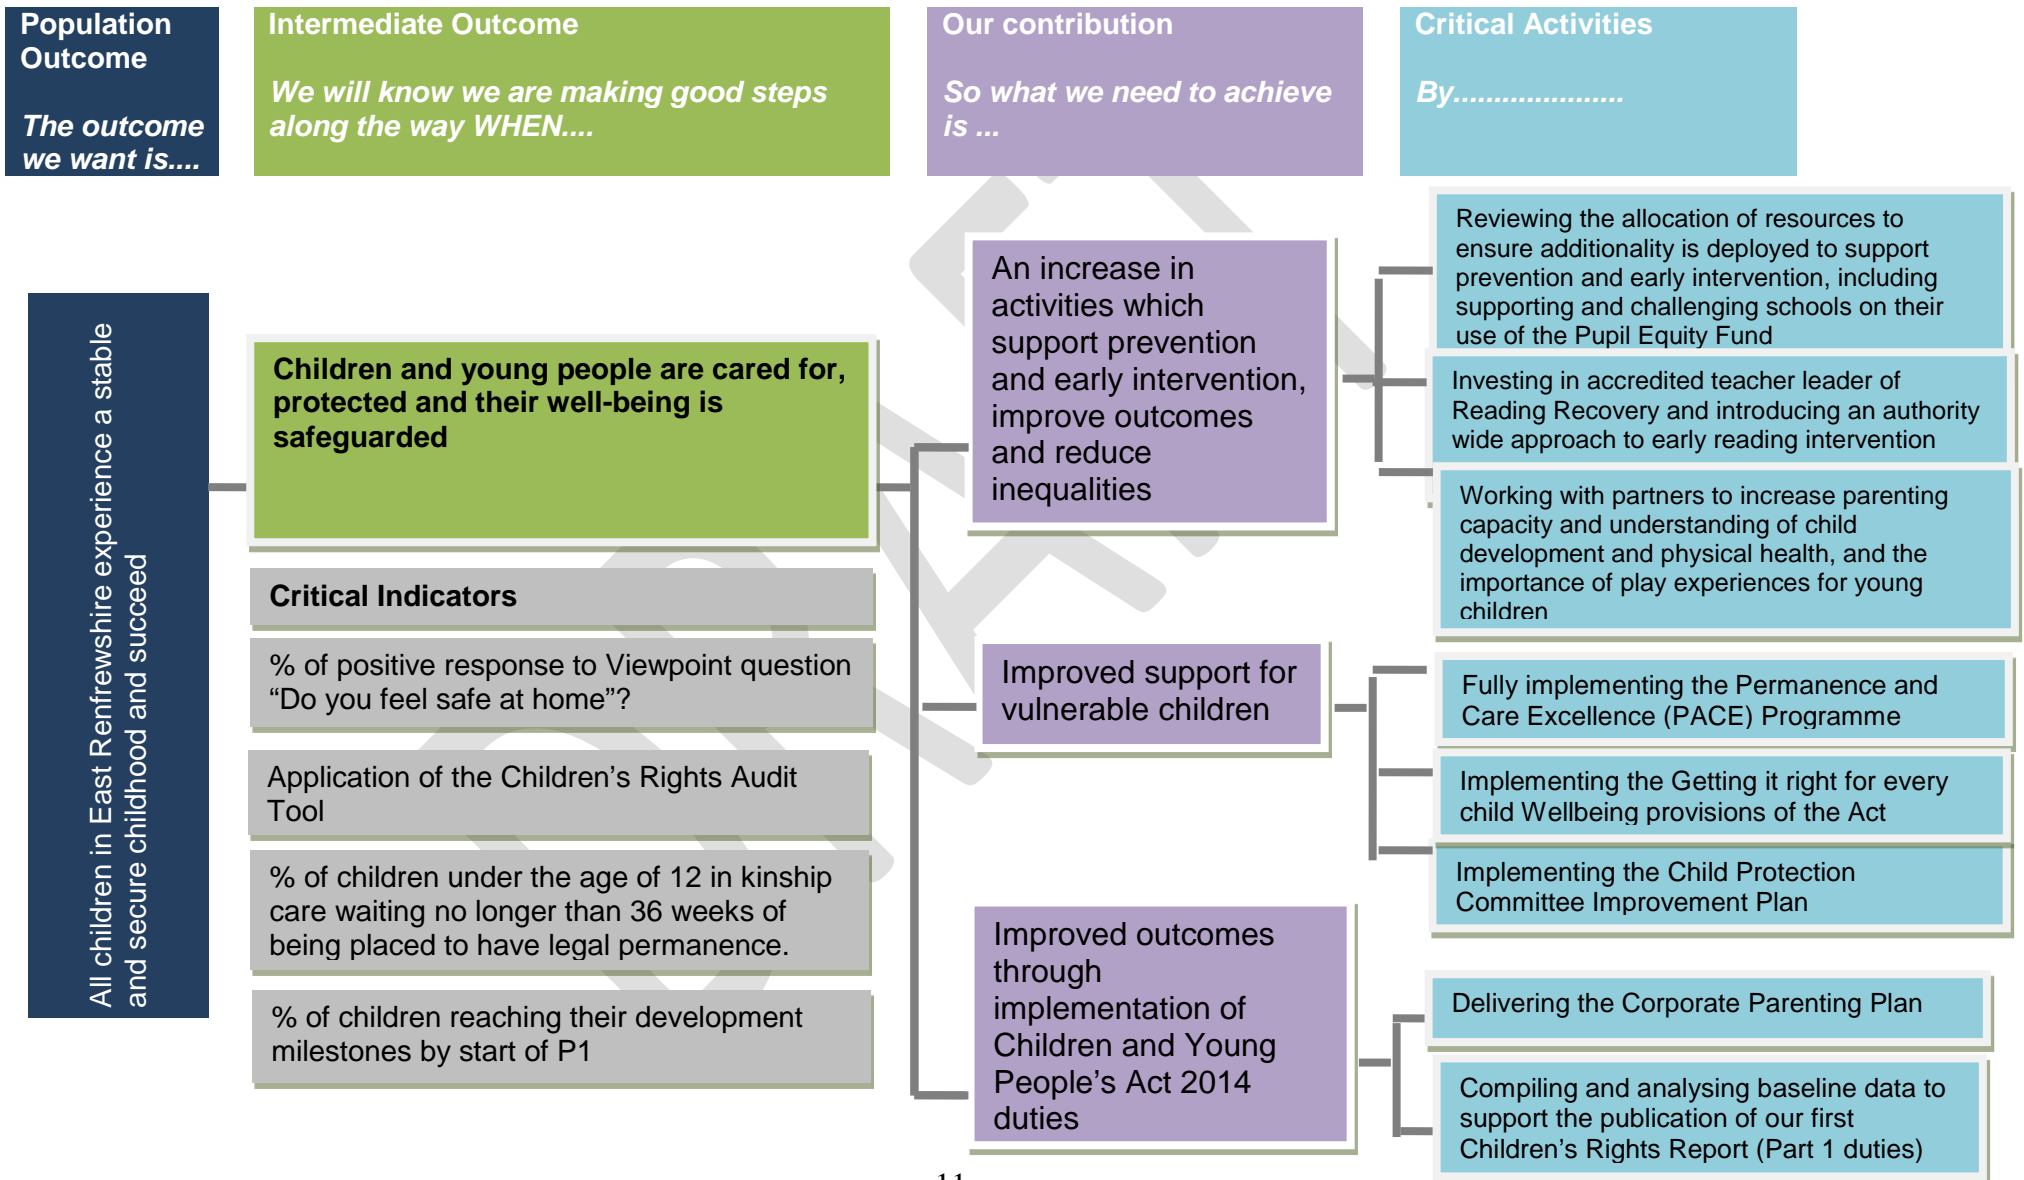 Population
Outcome
The outcome
we want is....
Intermediate Outcome
We will know we are making good steps
along the way WHEN....
Our contribution
So what we need to achieve
is ...
Critical Activities
By.....................
All children in East Renfrewshire experience a stable
and secure childhood and succeed
Children and young people are cared for,
protected and their well-being is
safeguarded
Critical Indicators
% of positive response to Viewpoint question
“Do you feel safe at home”?
Application of the Children’s Rights Audit
Tool
% of children under the age of 12 in kinship
care waiting no longer than 36 weeks of
being placed to have legal permanence.
% of children reaching their development
milestones by start of P1
An increase in
activities which
support prevention
and early intervention,
improve outcomes
and reduce
inequalities
Improved support for
vulnerable children
Improved outcomes
through
implementation of
Children and Young
People’s Act 2014
duties
Reviewing the allocation of resources to
ensure additionality is deployed to support
prevention and early intervention, including
supporting and challenging schools on their
use of the Pupil Equity Fund
Investing in accredited teacher leader of
Reading Recovery and introducing an authority
wide approach to early reading intervention
Working with partners to increase parenting
capacity and understanding of child
development and physical health, and the
importance of play experiences for young
children
Fully implementing the Permanence and
Care Excellence (PACE) Programme
Implementing the Getting it right for every
child Wellbeing provisions of the Act
Implementing the Child Protection
Committee Improvement Plan
Delivering the Corporate Parenting Plan
Compiling and analysing baseline data to
support the publication of our first
Children’s Rights Report (Part 1 duties)
DRAFT
11